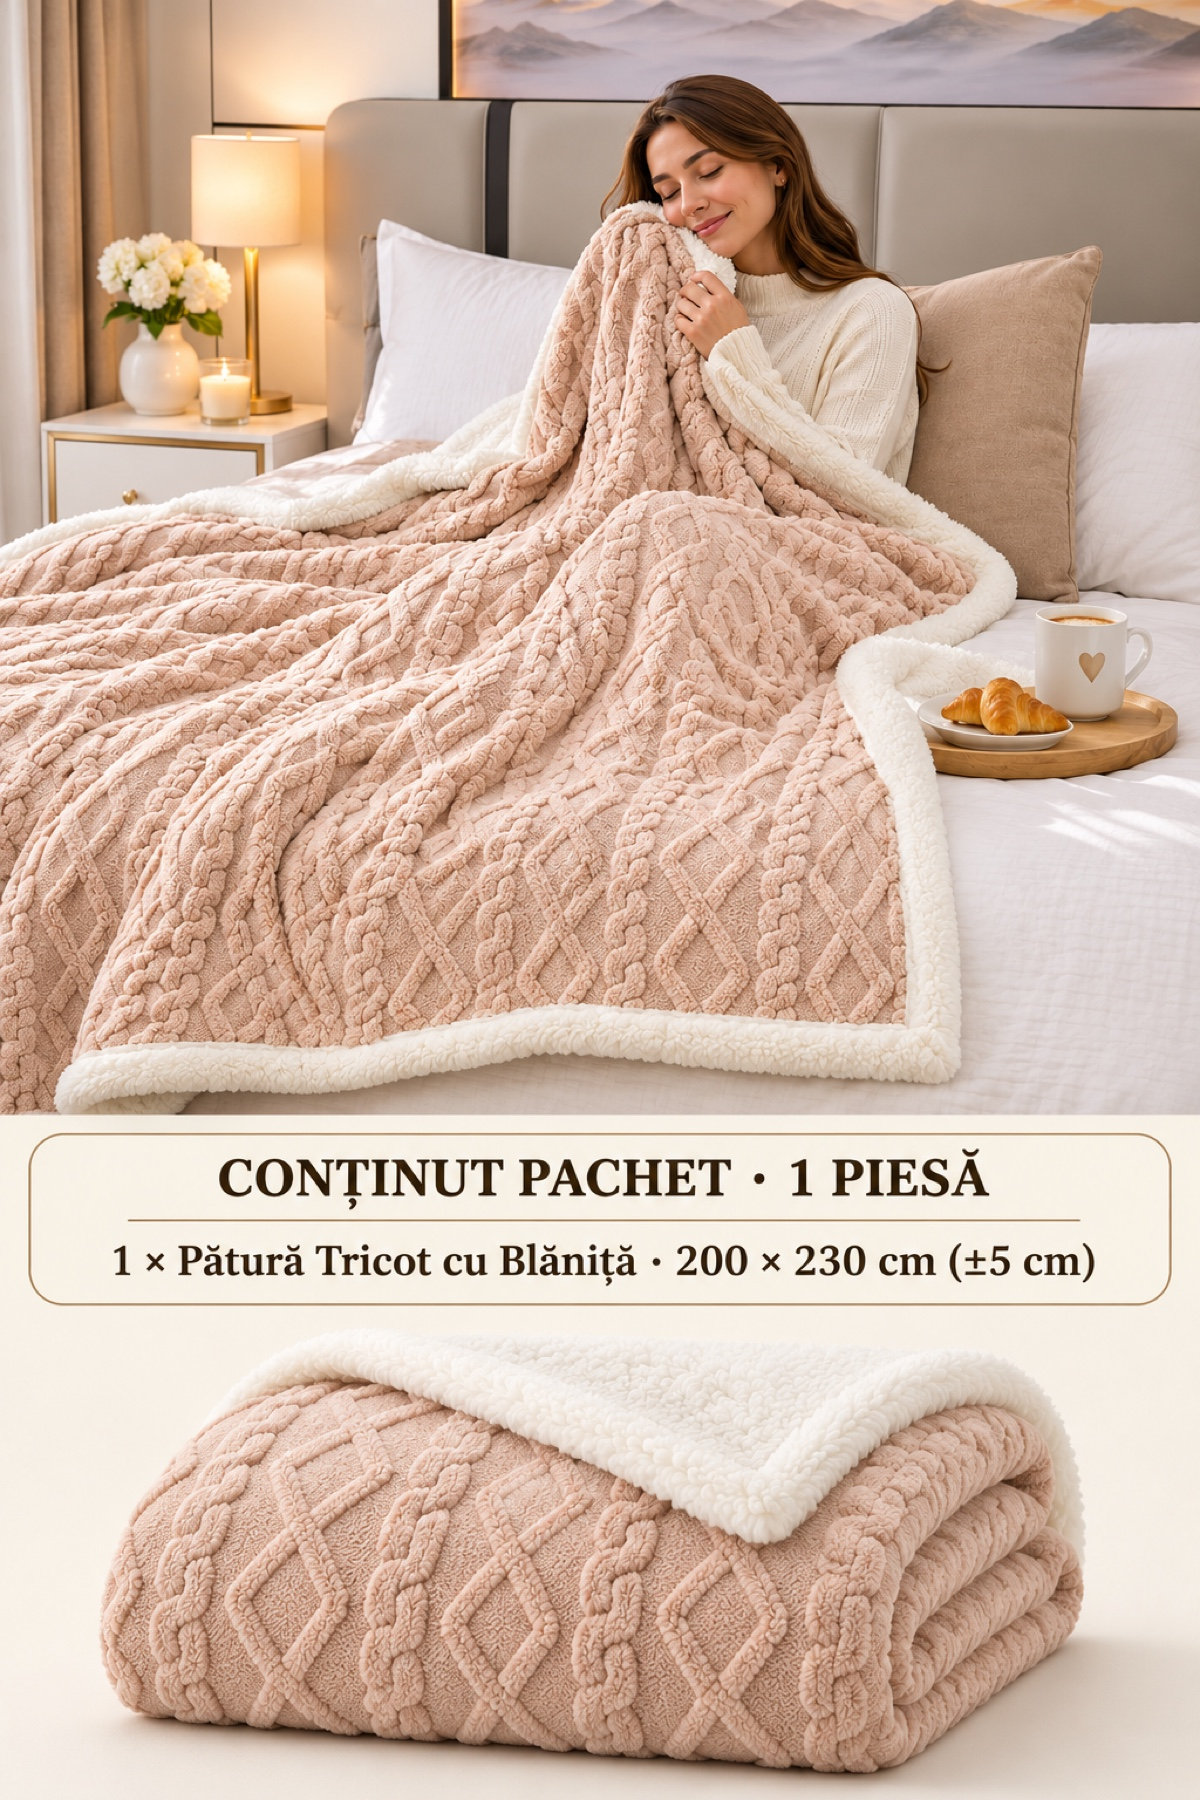 CONȚINUT PACHET · 1 PIESĂ
1 × Pătură Tricot cu Blăniță · 200 × 230 cm (±5 cm)